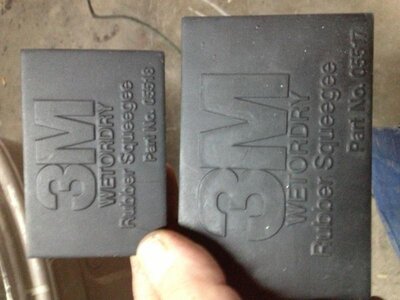 3M
WETORDRY
Rubber Squeegee
Part No. 05518
3M
WETORDRY
Rubber Squeegee
Part No. 05517